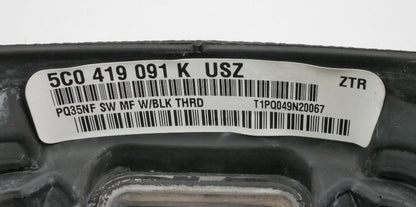 5C0 419 091 K USZ
ZTR
PQ35NF SW MF W/BLK THRD T1PQ049N20067